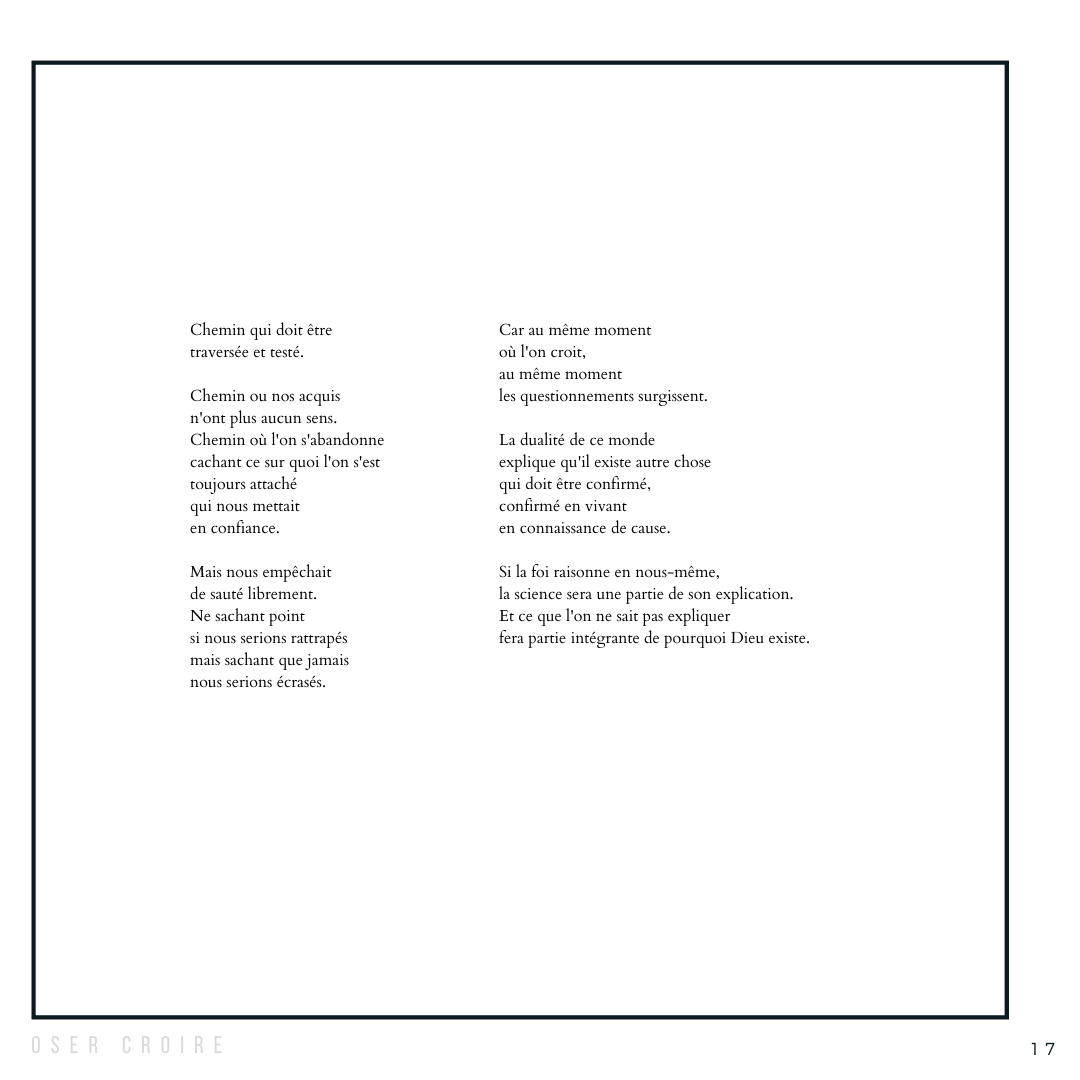 Chemin qui doit être
traversée et testé.
Chemin ou nos acquis
n'ont plus aucun sens.
Chemin où l'on s'abandonne
cachant ce sur quoi l'on s'est
toujours attaché
qui nous mettait
en confiance.
Mais nous empêchait
de sauté librement.
Ne sachant point
si nous serions rattrapés
mais sachant que jamais
nous serions écrasés.
Car au même moment
où l'on croit,
au même moment
les questionnements surgissent.
La dualité de ce monde
explique qu'il existe autre chose
qui doit être confirmé,
confirmé en vivant
en connaissance de cause.
Si la foi raisonne en nous-même,
la science sera une partie de son explication.
Et ce que l'on ne sait pas expliquer
fera partie intégrante de pourquoi Dieu existe.
OSER CROIRE
17